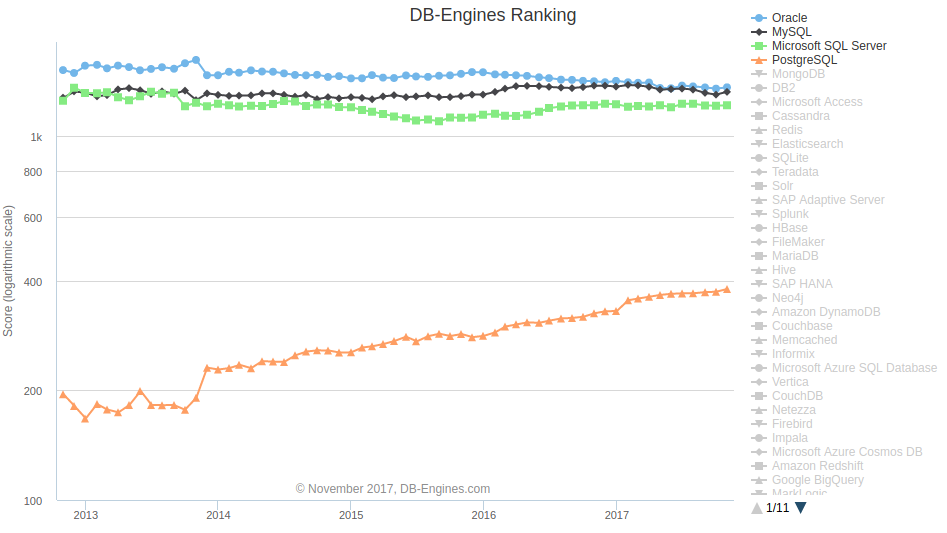 DB-Engines Ranking
Oracle
MySQL
Microsoft SQL Server
PostgreSQL
MongoDB
DB2
Microsoft Access
Cassandra
Redis
Elasticsearch
SQLite
Teradata
Solr
SAP Adaptive Server
Splunk
HBase
FileMaker
MariaDB
Hive
SAP HANA
Neo4j
Amazon DynamoDB
Couchbase
Memcached
Informix
Microsoft Azure SQL Database
Vertica
CouchDB
Netezza
Firebird
Impala
Microsoft Azure Cosmos DB
Amazon Redshift
Google BigQuery
MarkLogic
1/11
Score (logarithmic scale)
1k
800
600
400
200
100
2013 2014 2015 2016 2017
© November 2017, DB-Engines.com